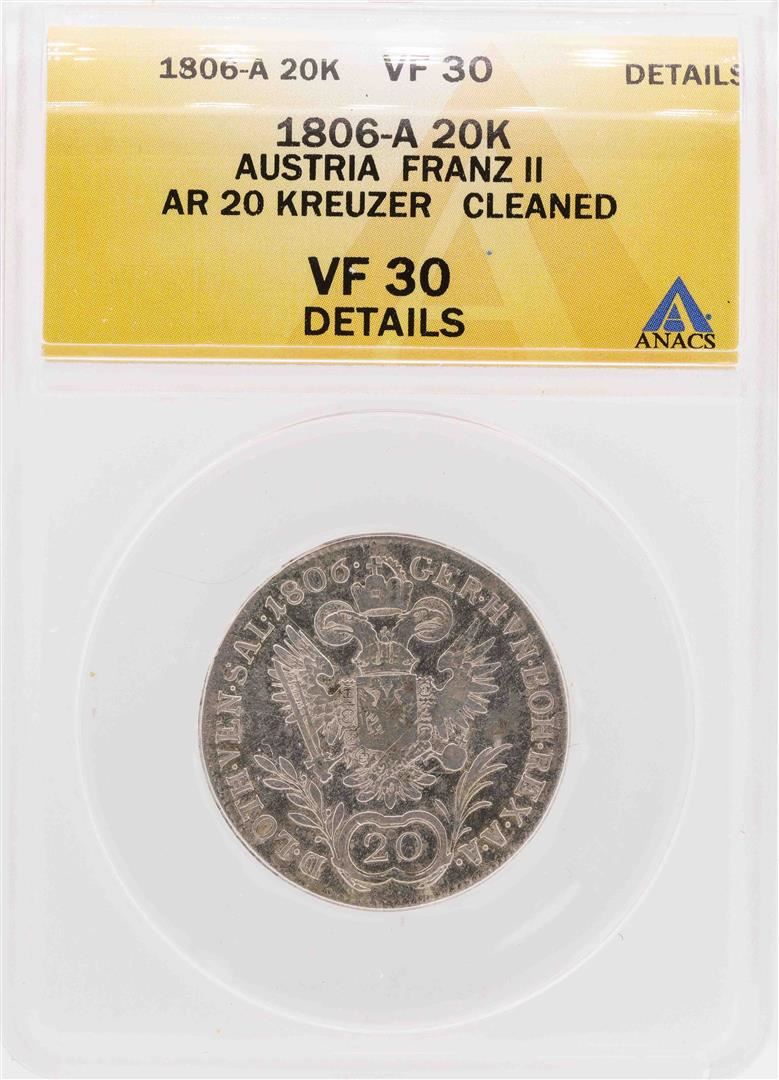 1806-A 20K VF 30 DETAILS
1806-A 20K
AUSTRIA FRANZ II
AR 20 KREUZER CLEANED
VF 30
DETAILS
ANACS
GER·HVN·BOH·REX·A·A·
D·LOTH·VEN·SAL·1806·
20